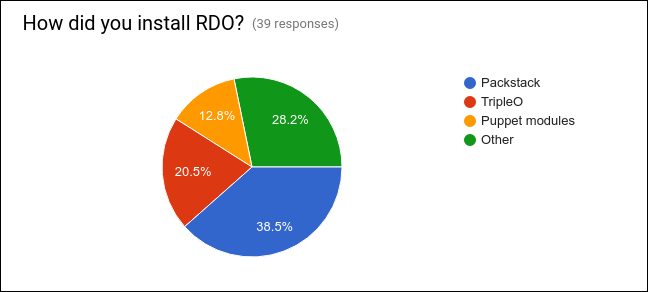 How did you install RDO? (39 responses)
Packstack
TripleO
Puppet modules
Other
12.8%
28.2%
20.5%
38.5%